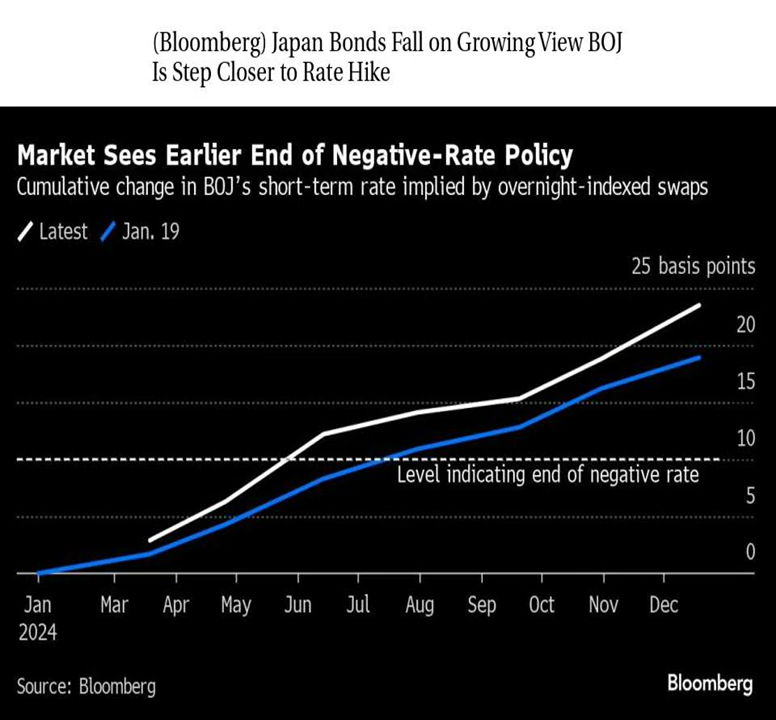 (Bloomberg) Japan Bonds Fall on Growing View BOJ
Is Step Closer to Rate Hike
Market Sees Earlier End of Negative-Rate Policy
Cumulative change in BOJ's short-term rate implied by overnight-indexed swaps
Latest Jan. 19
25 basis points
20
15
10
Level indicating end of negative rate
5
0
Jan Mar Apr May Jun Jul Aug Sep Oct Nov Dec
2024
Source: Bloomberg
Bloomberg